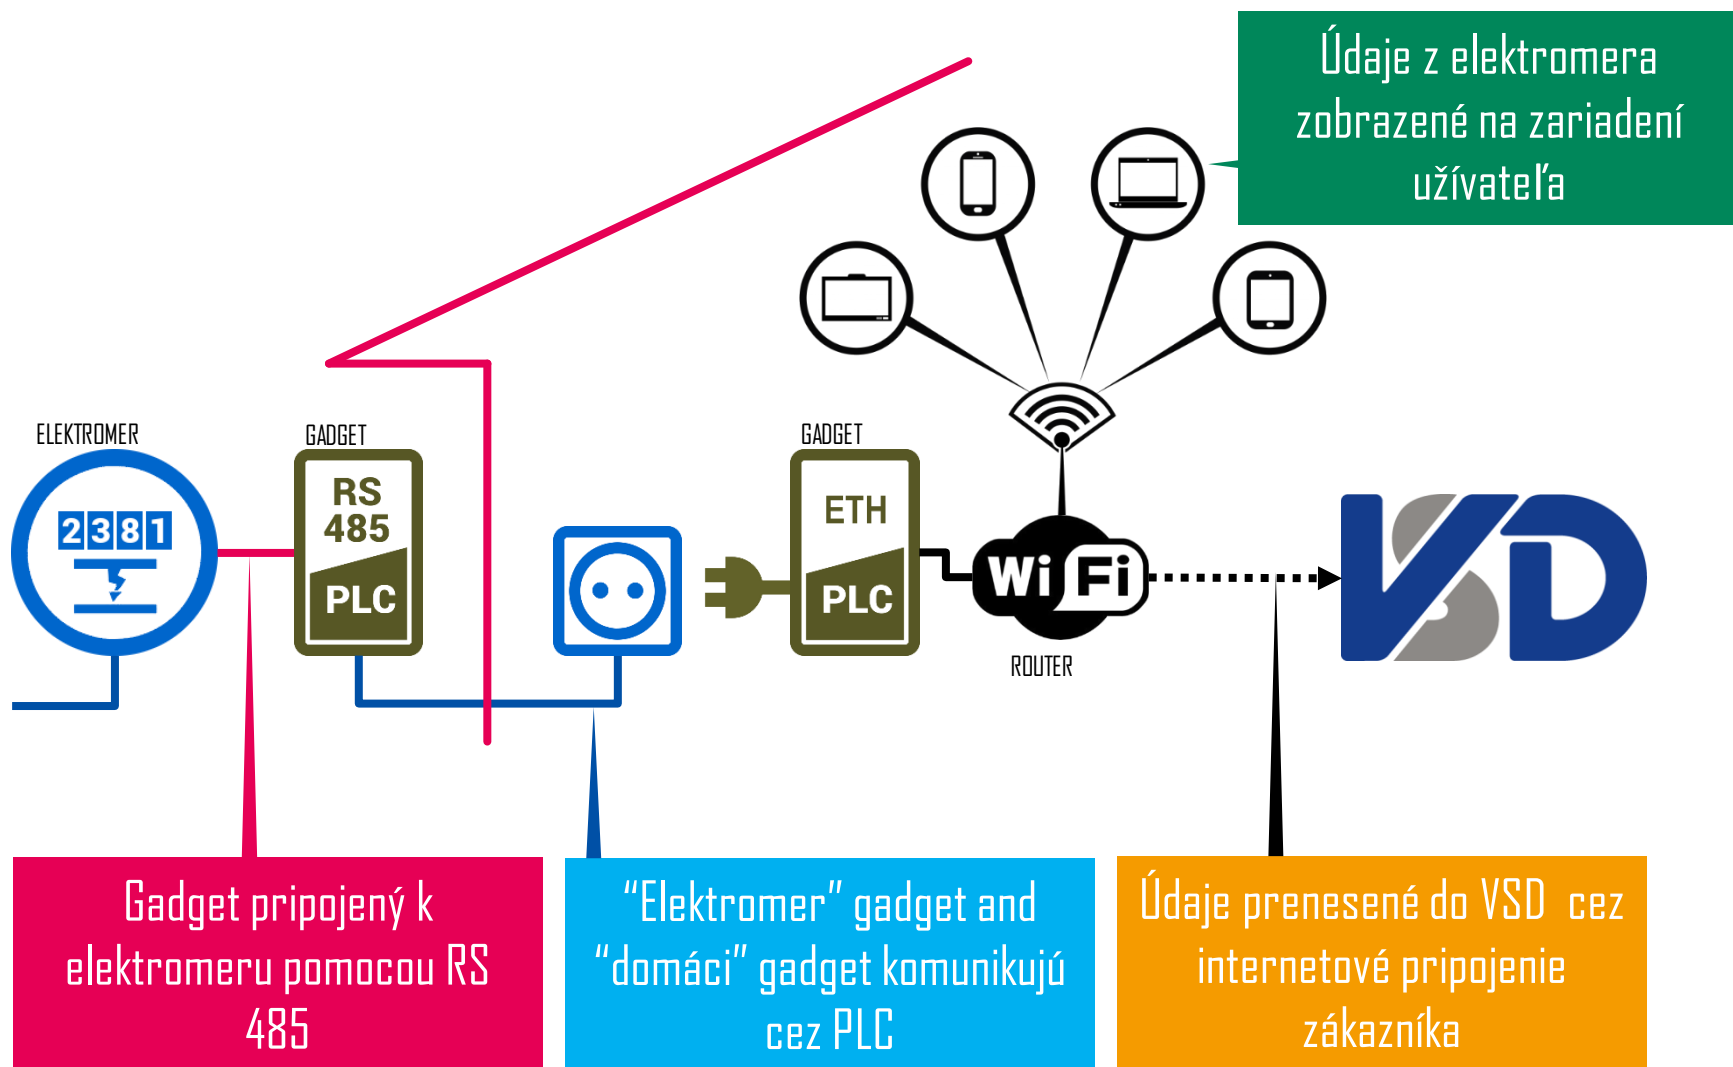 Údaje z elektromera
zobrazené na zariadení
užívateľa
ELEKTROMER
2381
GADGET
RS
485
PLC
GADGET
ETH
PLC
WiFi
ROUTER
VSD
Gadget pripojený k
elektromeru pomocou RS
485
“Elektromer” gadget and
“domáci” gadget komunikujú
cez PLC
Údaje prenesené do VSD cez
internetové pripojenie
zákazníka